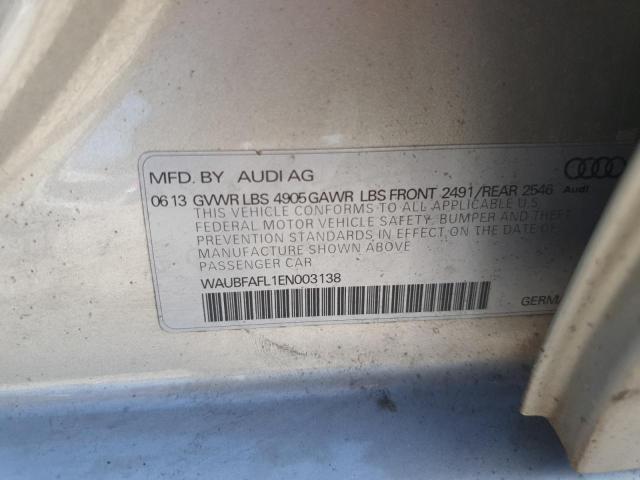 MFD. BY AUDI AG
06 13 GVWR LBS 4905 GAWR LBS FRONT 2491/REAR 2546
Audi
THIS VEHICLE CONFORMS TO ALL APPLICABLE U.S.
FEDERAL MOTOR VEHICLE SAFETY, BUMPER AND THEFT
PREVENTION STANDARDS IN EFFECT ON THE DATE OF
MANUFACTURE SHOWN ABOVE
PASSENGER CAR
WAUBFAFL1EN003138
GERMA